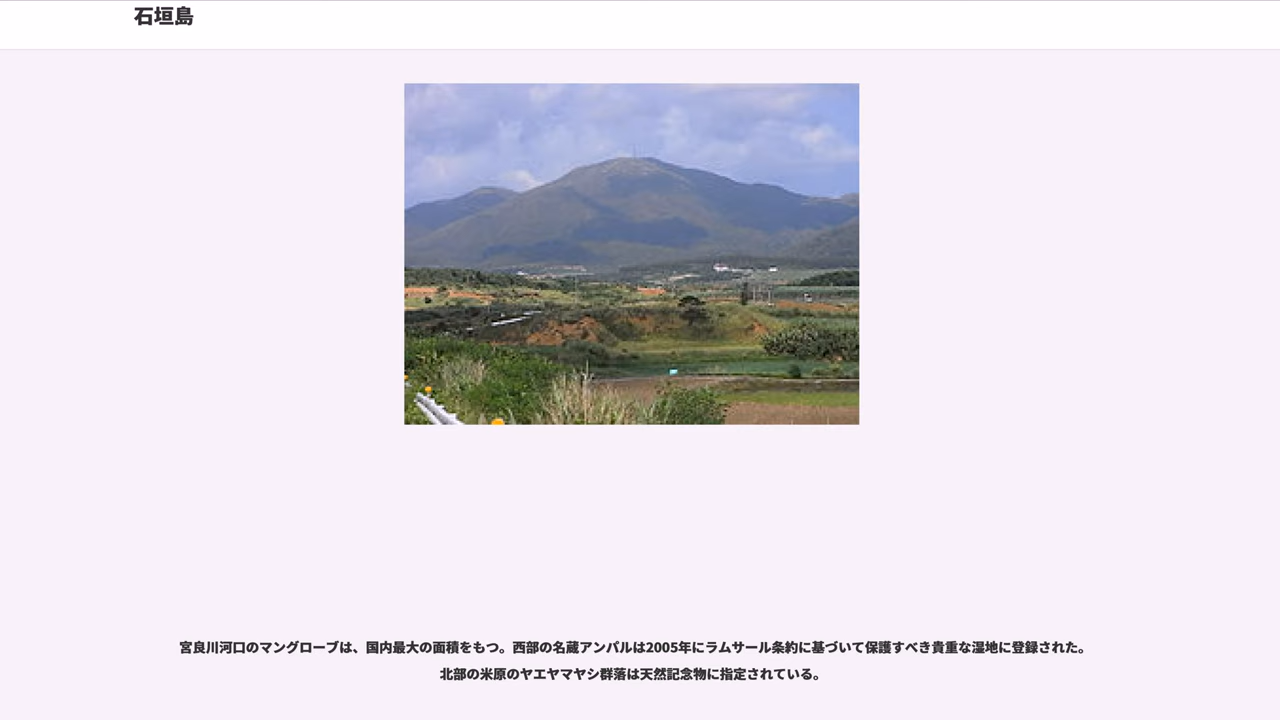 石垣島
宮良川河口のマングローブは、国内最大の面積をもつ。西部の名蔵アンパルは2005年にラムサール条約に基づいて保護すべき貴重な湿地に登録された。
北部の米原のヤエヤマヤシ群落は天然記念物に指定されている。